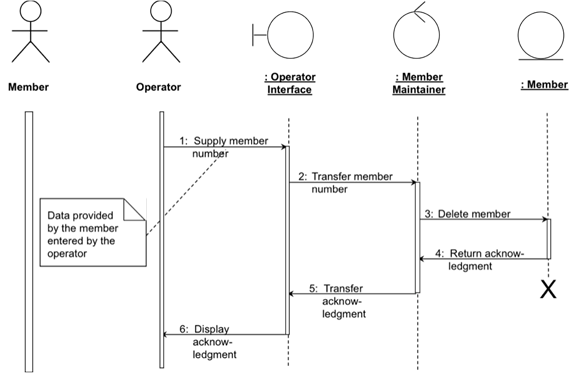 Member
Operator
: Operator
Interface
: Member
Maintainer
: Member
1: Supply member
number
2: Transfer member
number
Data provided
by the member
entered by the
operator
3: Delete member
4: Return acknow-
ledgment
5: Transfer
acknow-
ledgment
6: Display
acknow-
ledgment
X